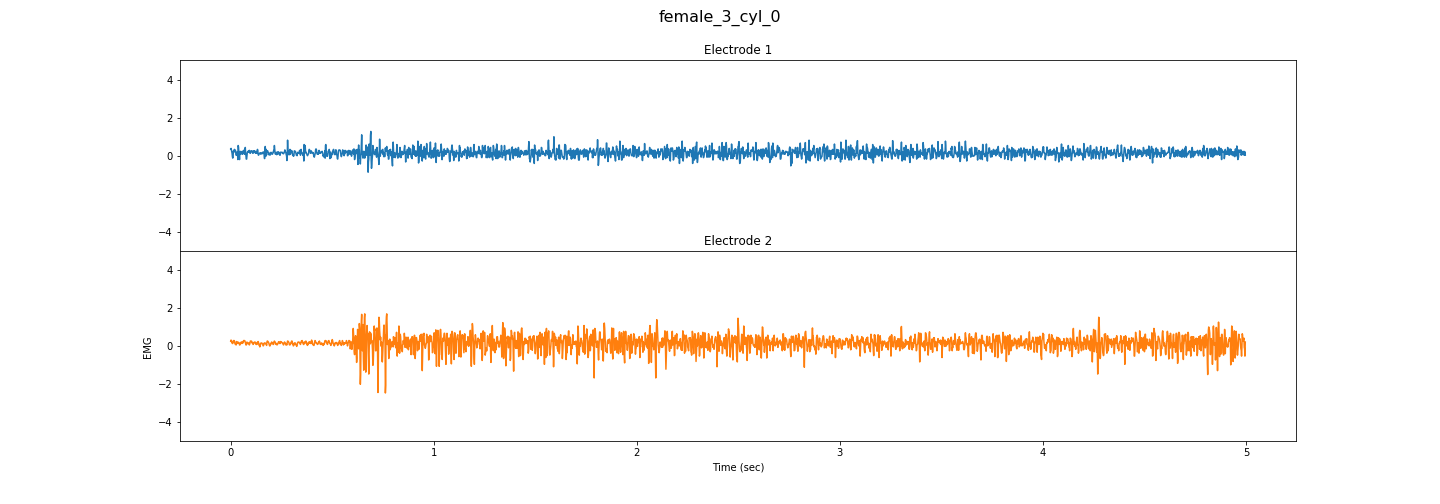 female_3_cyl_0
Electrode 1
4
2
0
−2
−4
Electrode 2
4
2
0
−2
−4
EMG
0 1 2 3 4 5
Time (sec)